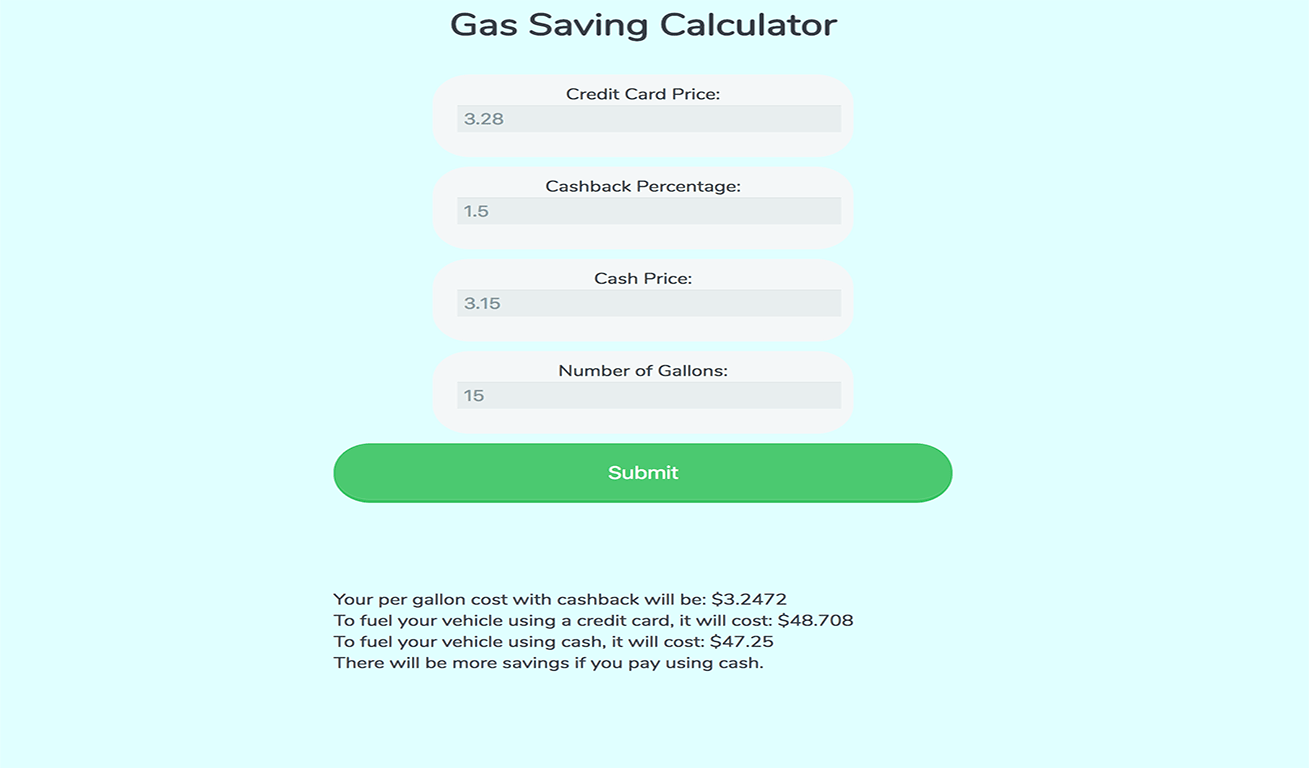 Gas Saving Calculator
Credit Card Price:
3.28
Cashback Percentage:
1.5
Cash Price:
3.15
Number of Gallons:
15
Submit
Your per gallon cost with cashback will be: $3.2472
To fuel your vehicle using a credit card, it will cost: $48.708
To fuel your vehicle using cash, it will cost: $47.25
There will be more savings if you pay using cash.